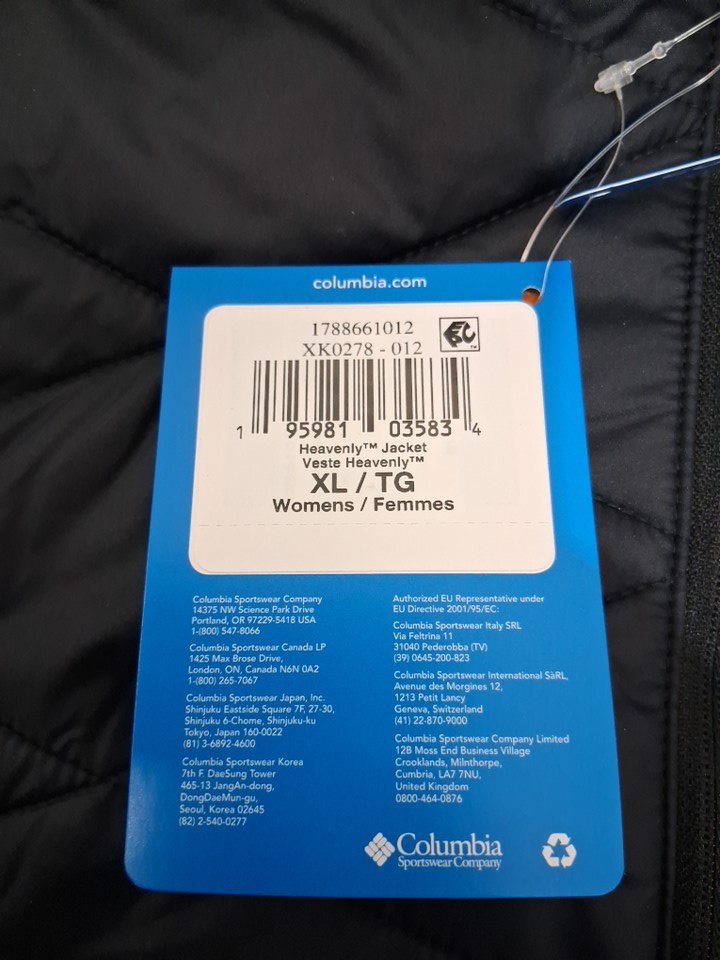 columbia.com
1788661012
XK0278 - 012
EPC™
1 95981 03583 4
Heavenly™ Jacket
Veste Heavenly™
XL / TG
Womens / Femmes
Columbia Sportswear Company
14375 NW Science Park Drive
Portland, OR 97229-5418 USA
1-(800) 547-8066
Columbia Sportswear Canada LP
1425 Max Brose Drive,
London, ON, Canada N6N 0A2
1-(800) 265-7067
Columbia Sportswear Japan, Inc.
Shinjuku Eastside Square 7F, 27-30,
Shinjuku 6-Chome, Shinjuku-ku
Tokyo, Japan 160-0022
(81) 3-6892-4600
Columbia Sportswear Korea
7th F. DaeSung Tower
465-13 JangAn-dong,
DongDaeMun-gu,
Seoul, Korea 02645
(82) 2-540-0277
Authorized EU Representative under
EU Directive 2001/95/EC:
Columbia Sportswear Italy SRL
Via Feltrina 11
31040 Pederobba (TV)
(39) 0645-200-823
Columbia Sportswear International SàRL,
Avenue des Morgines 12,
1213 Petit Lancy
Geneva, Switzerland
(41) 22-870-9000
Columbia Sportswear Company Limited
12B Moss End Business Village
Crooklands, Milnthorpe,
Cumbria, LA7 7NU,
United Kingdom
0800-464-0876
Columbia
Sportswear Company